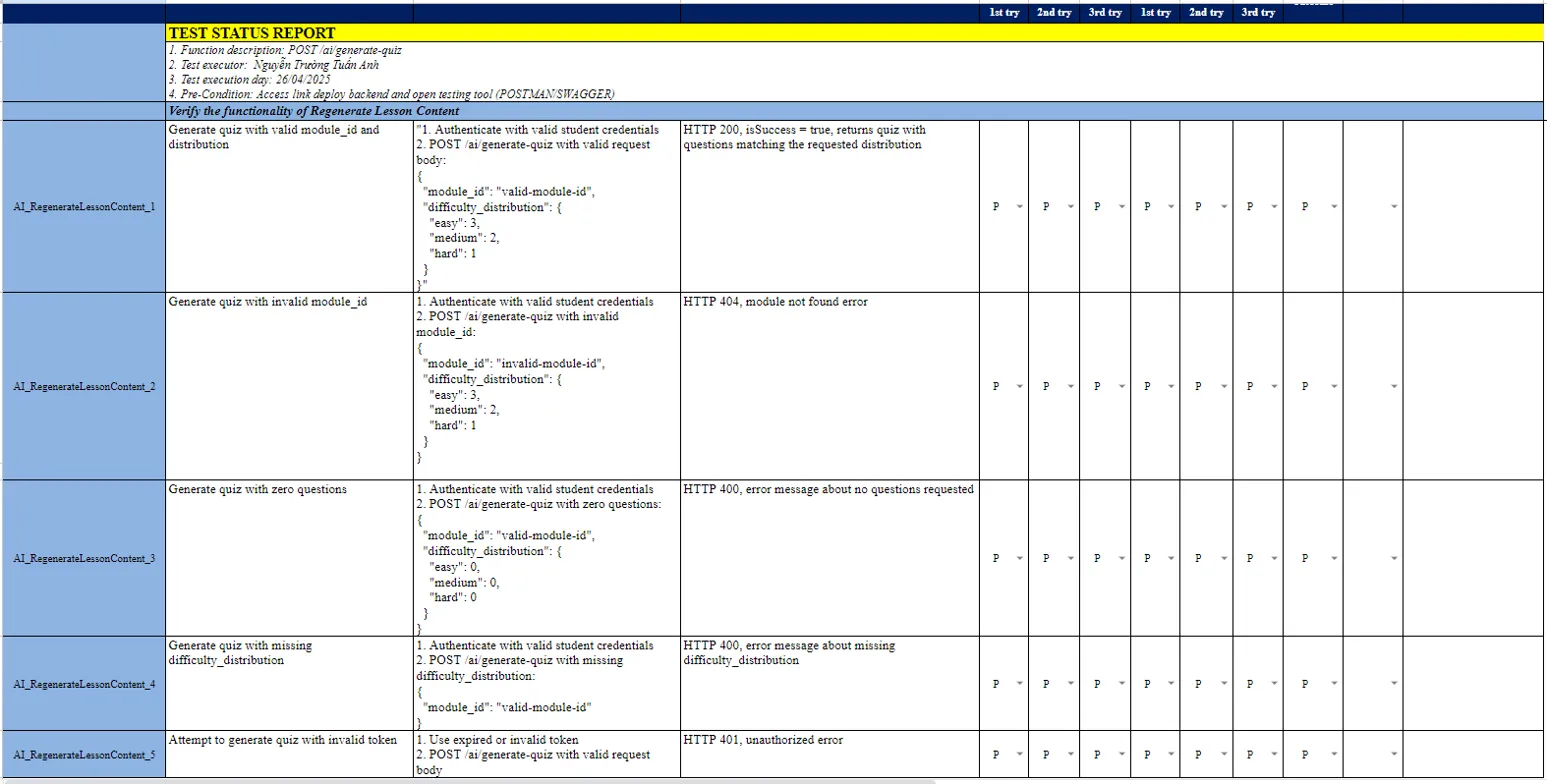 1st try 2nd try 3rd try 1st try 2nd try 3rd try
TEST STATUS REPORT
1. Function description: POST /ai/generate-quiz
2. Test executor: Nguyễn Trường Tuấn Anh
3. Test execution day: 26/04/2025
4. Pre-Condition: Access link deploy backend and open testing tool (POSTMAN/SWAGGER)
Verify the functionality of Regenerate Lesson Content
AI_RegenerateLessonContent_1
Generate quiz with valid module_id and
distribution
"1. Authenticate with valid student credentials
2. POST /ai/generate-quiz with valid request
body:
{
"module_id": "valid-module-id",
"difficulty_distribution": {
"easy": 3,
"medium": 2,
"hard": 1
}
}"
HTTP 200, isSuccess = true, returns quiz with
questions matching the requested distribution
P P P P P P P
AI_RegenerateLessonContent_2
Generate quiz with invalid module_id
1. Authenticate with valid student credentials
2. POST /ai/generate-quiz with invalid
module_id:
{
"module_id": "invalid-module-id",
"difficulty_distribution": {
"easy": 3,
"medium": 2,
"hard": 1
}
}
HTTP 404, module not found error
P P P P P P P
AI_RegenerateLessonContent_3
Generate quiz with zero questions
1. Authenticate with valid student credentials
2. POST /ai/generate-quiz with zero questions:
{
"module_id": "valid-module-id",
"difficulty_distribution": {
"easy": 0,
"medium": 0,
"hard": 0
}
}
HTTP 400, error message about no questions requested
P P P P P P P
AI_RegenerateLessonContent_4
Generate quiz with missing
difficulty_distribution
1. Authenticate with valid student credentials
2. POST /ai/generate-quiz with missing
difficulty_distribution:
{
"module_id": "valid-module-id"
}
HTTP 400, error message about missing
difficulty_distribution
P P P P P P P
AI_RegenerateLessonContent_5
Attempt to generate quiz with invalid token
1. Use expired or invalid token
2. POST /ai/generate-quiz with valid request
body
HTTP 401, unauthorized error
P P P P P P P